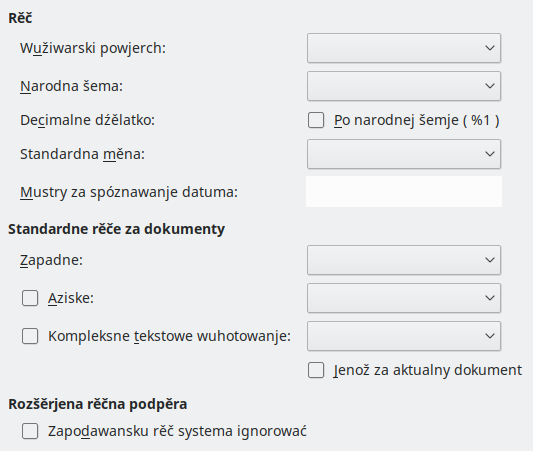 Rěč
Wužiwarski powjerch:
Narodna šema:
Decimalne dźělatko:
Po narodnej šemje ( %1 )
Standardna měna:
Mustry za spóznawanje datuma:
Standardne rěče za dokumenty
Zapadne:
Aziske:
Kompleksne tekstowe wuhotowanje:
Jenož za aktualny dokument
Rozšěrjena rěčna podpěra
Zapodawansku rěč systema ignorować